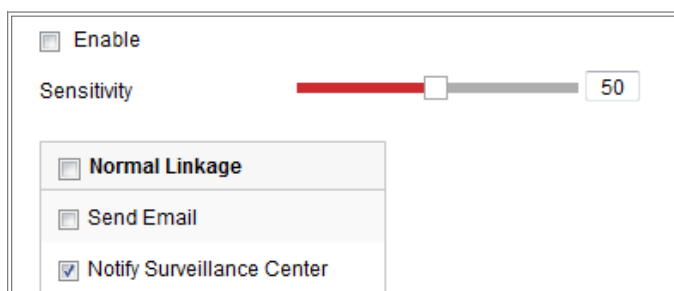 Enable
Sensitivity 50
Normal Linkage
Send Email
Notify Surveillance Center